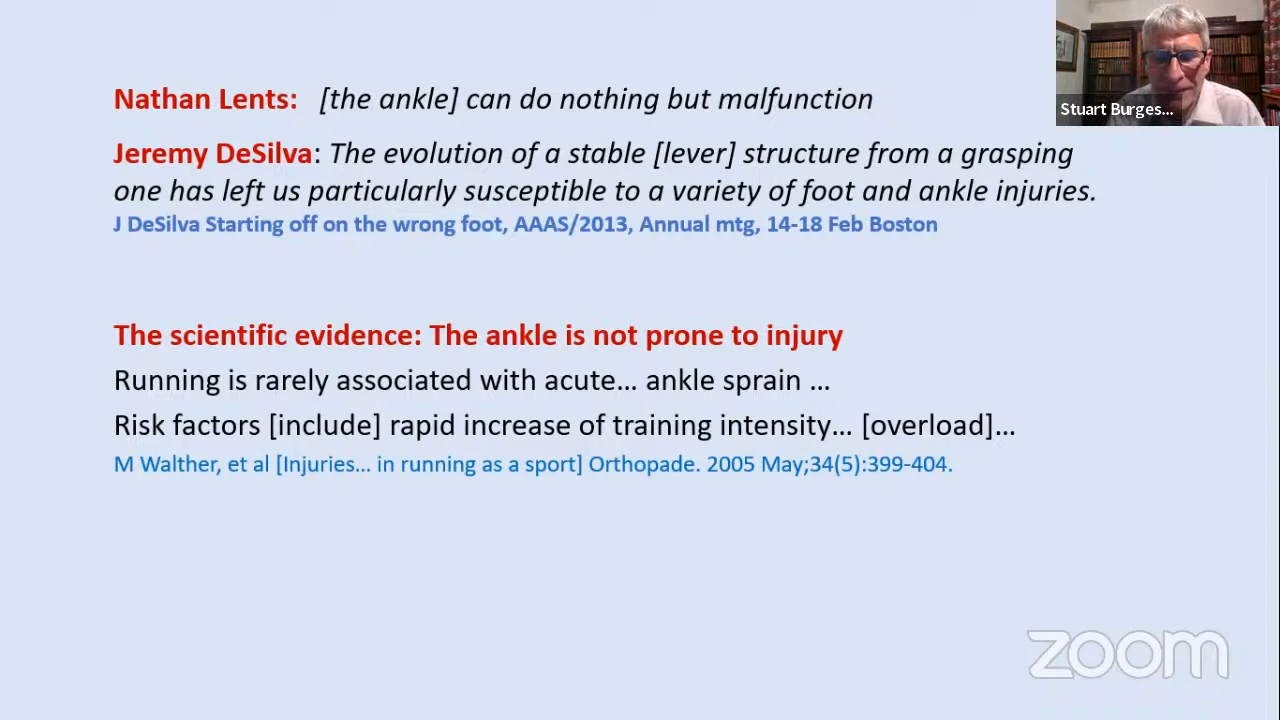 Nathan Lents: [the ankle] can do nothing but malfunction
Stuart Burges...
Jeremy DeSilva: The evolution of a stable [lever] structure from a grasping
one has left us particularly susceptible to a variety of foot and ankle injuries.
J DeSilva Starting off on the wrong foot, AAAS/2013, Annual mtg, 14-18 Feb Boston
The scientific evidence: The ankle is not prone to injury
Running is rarely associated with acute… ankle sprain …
Risk factors [include] rapid increase of training intensity… [overload]…
M Walther, et al [Injuries… in running as a sport] Orthopade. 2005 May;34(5):399-404.
zoom